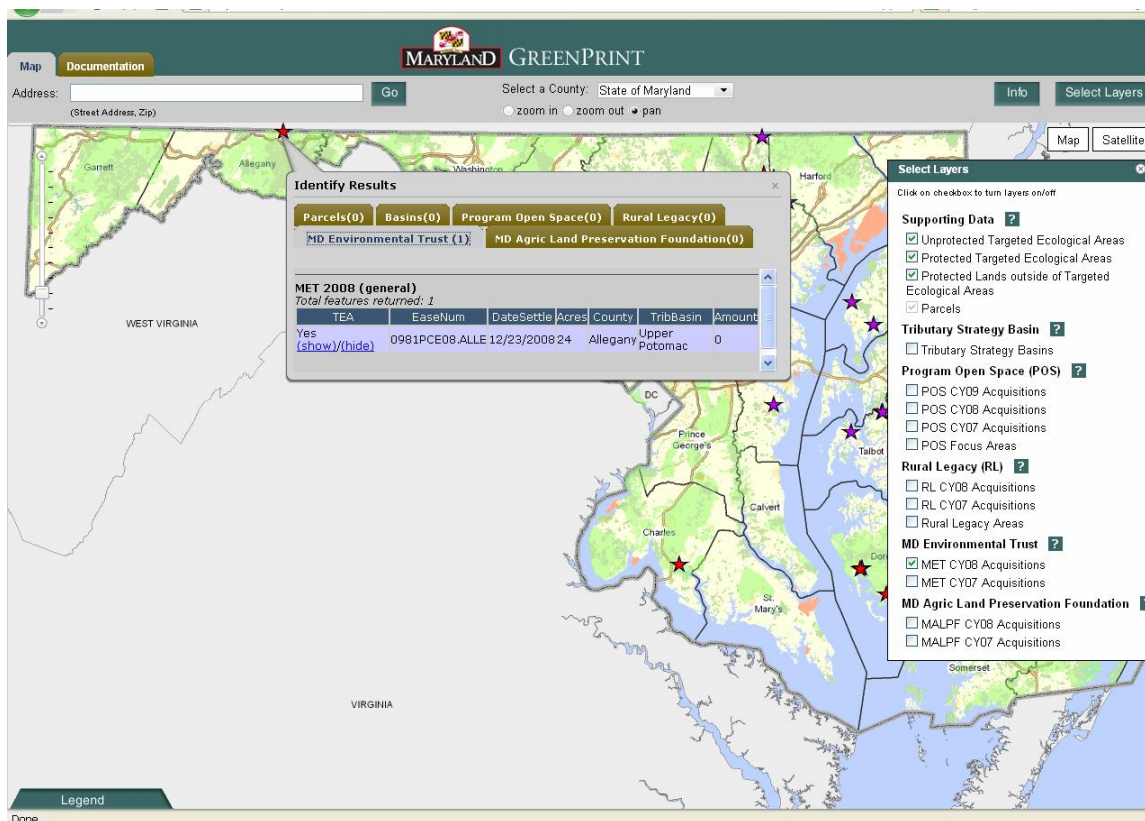 Map
Documentation
MARYLAND GREENPRINT
Address:
Go
(Street Address, Zip)
Select a County: State of Maryland
zoom in zoom out pan
Info
Select Layers
Map
Satellite
Garrett
Allegany
Washington
Harford
WEST VIRGINIA
DC
Prince George's
Talbot
Calvert
Charles
St. Mary's
Somerset
VIRGINIA
Identify Results
Parcels(0) Basins(0) Program Open Space(0) Rural Legacy(0)
MD Environmental Trust (1) MD Agric Land Preservation Foundation(0)
MET 2008 (general)
Total features returned: 1
TEA EaseNum DateSettle Acres County TribBasin Amount
Yes (show)/(hide) 0981PCE08.ALLE 12/23/2008 24 Allegany Upper Potomac 0
Select Layers
Click on checkbox to turn layers on/off
Supporting Data ?
Unprotected Targeted Ecological Areas
Protected Targeted Ecological Areas
Protected Lands outside of Targeted
Ecological Areas
Parcels
Tributary Strategy Basin ?
Tributary Strategy Basins
Program Open Space (POS) ?
POS CY09 Acquisitions
POS CY08 Acquisitions
POS CY07 Acquisitions
POS Focus Areas
Rural Legacy (RL) ?
RL CY08 Acquisitions
RL CY07 Acquisitions
Rural Legacy Areas
MD Environmental Trust ?
MET CY08 Acquisitions
MET CY07 Acquisitions
MD Agric Land Preservation Foundation ?
MALPF CY08 Acquisitions
MALPF CY07 Acquisitions
Legend
Done